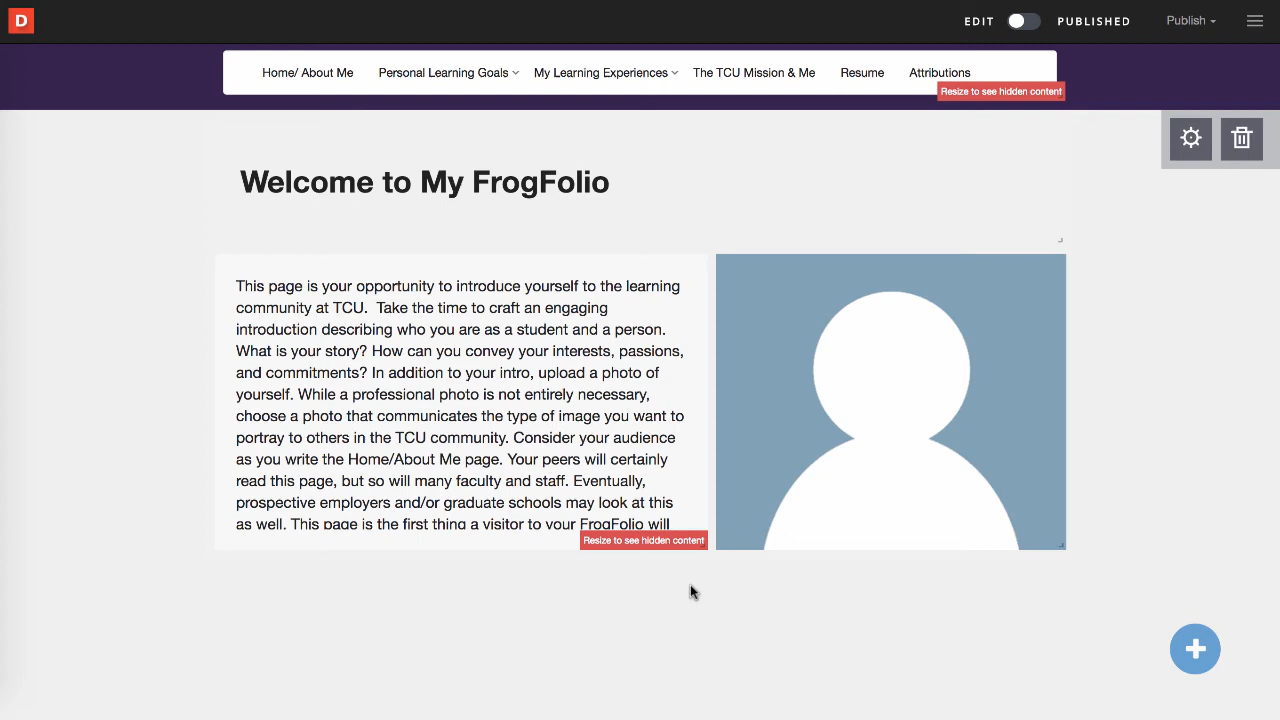 D
EDIT PUBLISHED Publish
Home/ About Me Personal Learning Goals My Learning Experiences The TCU Mission & Me Resume Attributions
Resize to see hidden content
Welcome to My FrogFolio
This page is your opportunity to introduce yourself to the learning
community at TCU. Take the time to craft an engaging
introduction describing who you are as a student and a person.
What is your story? How can you convey your interests, passions,
and commitments? In addition to your intro, upload a photo of
yourself. While a professional photo is not entirely necessary,
choose a photo that communicates the type of image you want to
portray to others in the TCU community. Consider your audience
as you write the Home/About Me page. Your peers will certainly
read this page, but so will many faculty and staff. Eventually,
prospective employers and/or graduate schools may look at this
as well. This page is the first thing a visitor to your FrogFolio will
Resize to see hidden content